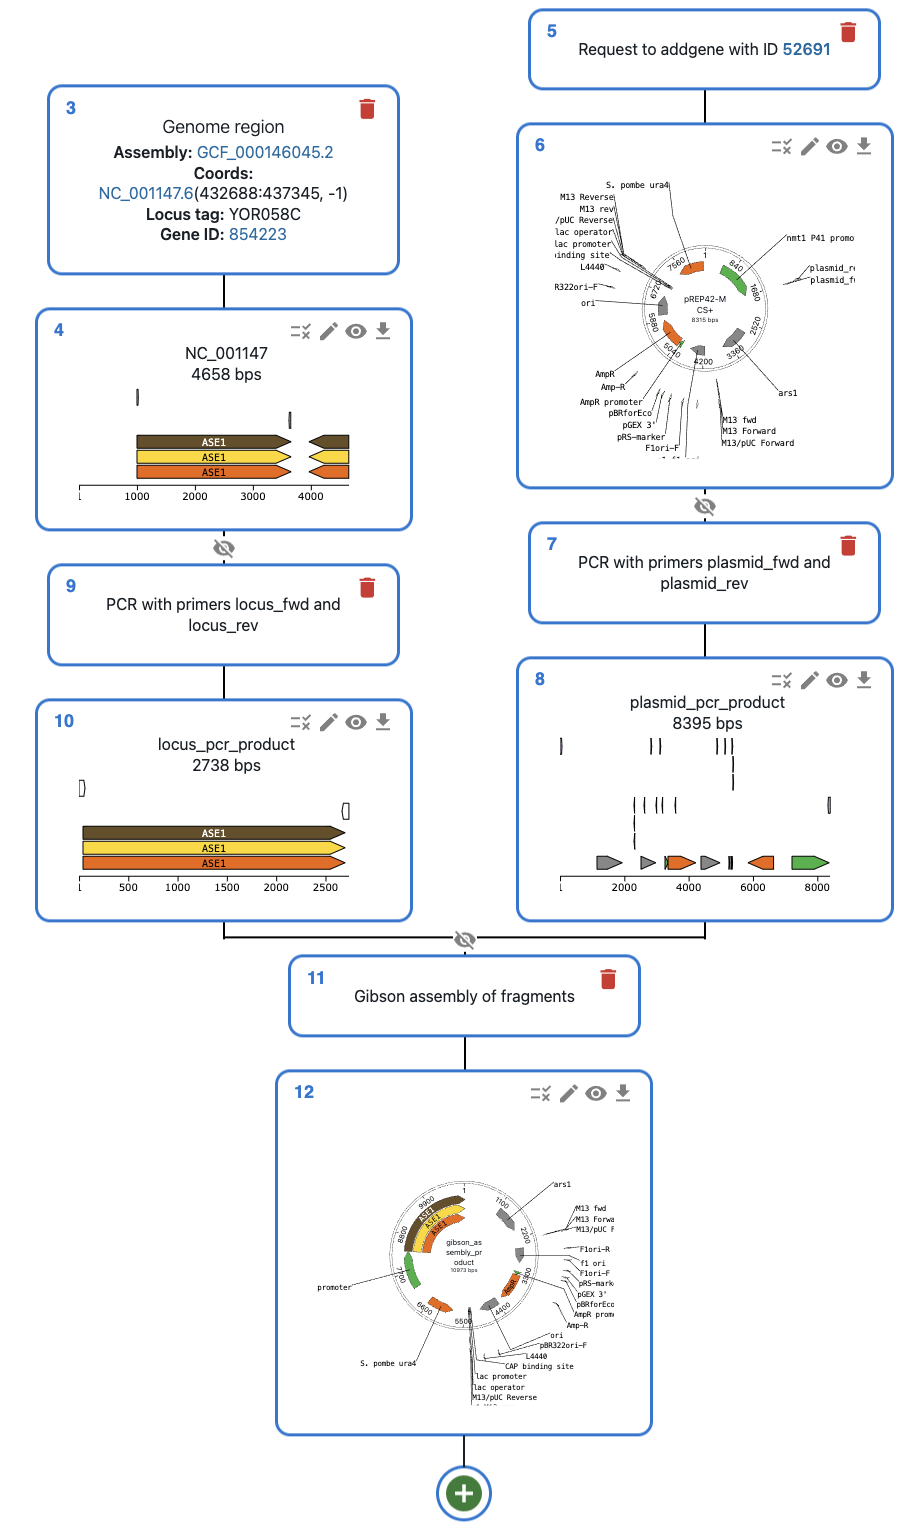 3
Genome region
Assembly: GCF_000146045.2
Coords:
NC_001147.6(432688:437345, -1)
Locus tag: YOR058C
Gene ID: 854223
4
NC_001147
4658 bps
ASE1
ASE1
ASE1
1000
2000
3000
4000
9
PCR with primers locus_fwd and
locus_rev
10
locus_pcr_product
2738 bps
ASE1
ASE1
ASE1
500
1000
1500
2000
2500
5
Request to addgene with ID 52691
6
S. pombe ura4
M13 Reverse
M13 rev
/pUC Reverse
lac operator
lac promoter
inding site
L4440
R322ori-F
ori
AmpR
Amp-R
AmpR promoter
pBRforEco
pGEX 3'
pRS-marker
F1ori-F
nmt1 P41 promo
plasmid_re
plasmid_f
ars1
M13 fwd
M13 Forward
M13/pUC Forward
pREP42-M
CS+
8315 bps
1
840
1680
2520
3360
4200
5040
5880
6720
7560
7
PCR with primers plasmid_fwd and
plasmid_rev
8
plasmid_pcr_product
8395 bps
2000
4000
6000
8000
11
Gibson assembly of fragments
12
ars1
M13 fwd
M13 Forwa
M13/pUC F
F1ori-R
f1 ori
F1ori-F
pRS-mark
pGEX 3'
pBRforEco
AmpR prom
Amp-R
ori
pBR322ori-F
L4440
CAP binding site
lac promoter
lac operator
M13/pUC Reverse
S. pombe ura4
promoter
gibson_as
sembly_pr
oduct
10973 bps
ASE1
ASE1
ASE1
AmpR
1
1100
2200
3300
4400
5500
6600
7700
8800
9900